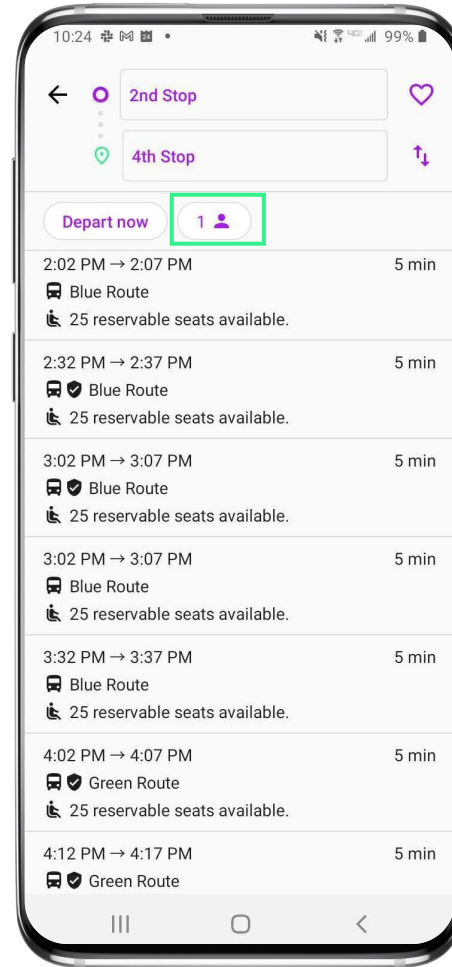 10:24 99%
2nd Stop
4th Stop
Depart now 1
2:02 PM → 2:07 PM 5 min
Blue Route
25 reservable seats available.
2:32 PM → 2:37 PM 5 min
Blue Route
25 reservable seats available.
3:02 PM → 3:07 PM 5 min
Blue Route
25 reservable seats available.
3:02 PM → 3:07 PM 5 min
Blue Route
25 reservable seats available.
3:32 PM → 3:37 PM 5 min
Blue Route
25 reservable seats available.
4:02 PM → 4:07 PM 5 min
Green Route
25 reservable seats available.
4:12 PM → 4:17 PM 5 min
Green Route